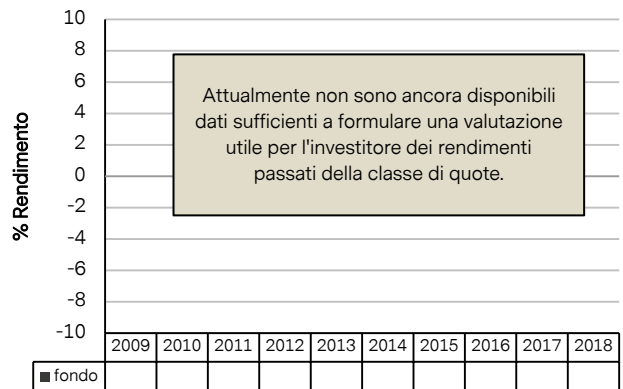 % Rendimento
10
8
6
4
2
0
-2
-4
-6
-8
-10
Attualmente non sono ancora disponibili
dati sufficienti a formulare una valutazione
utile per l'investitore dei rendimenti
passati della classe di quote.
2009 2010 2011 2012 2013 2014 2015 2016 2017 2018
fondo